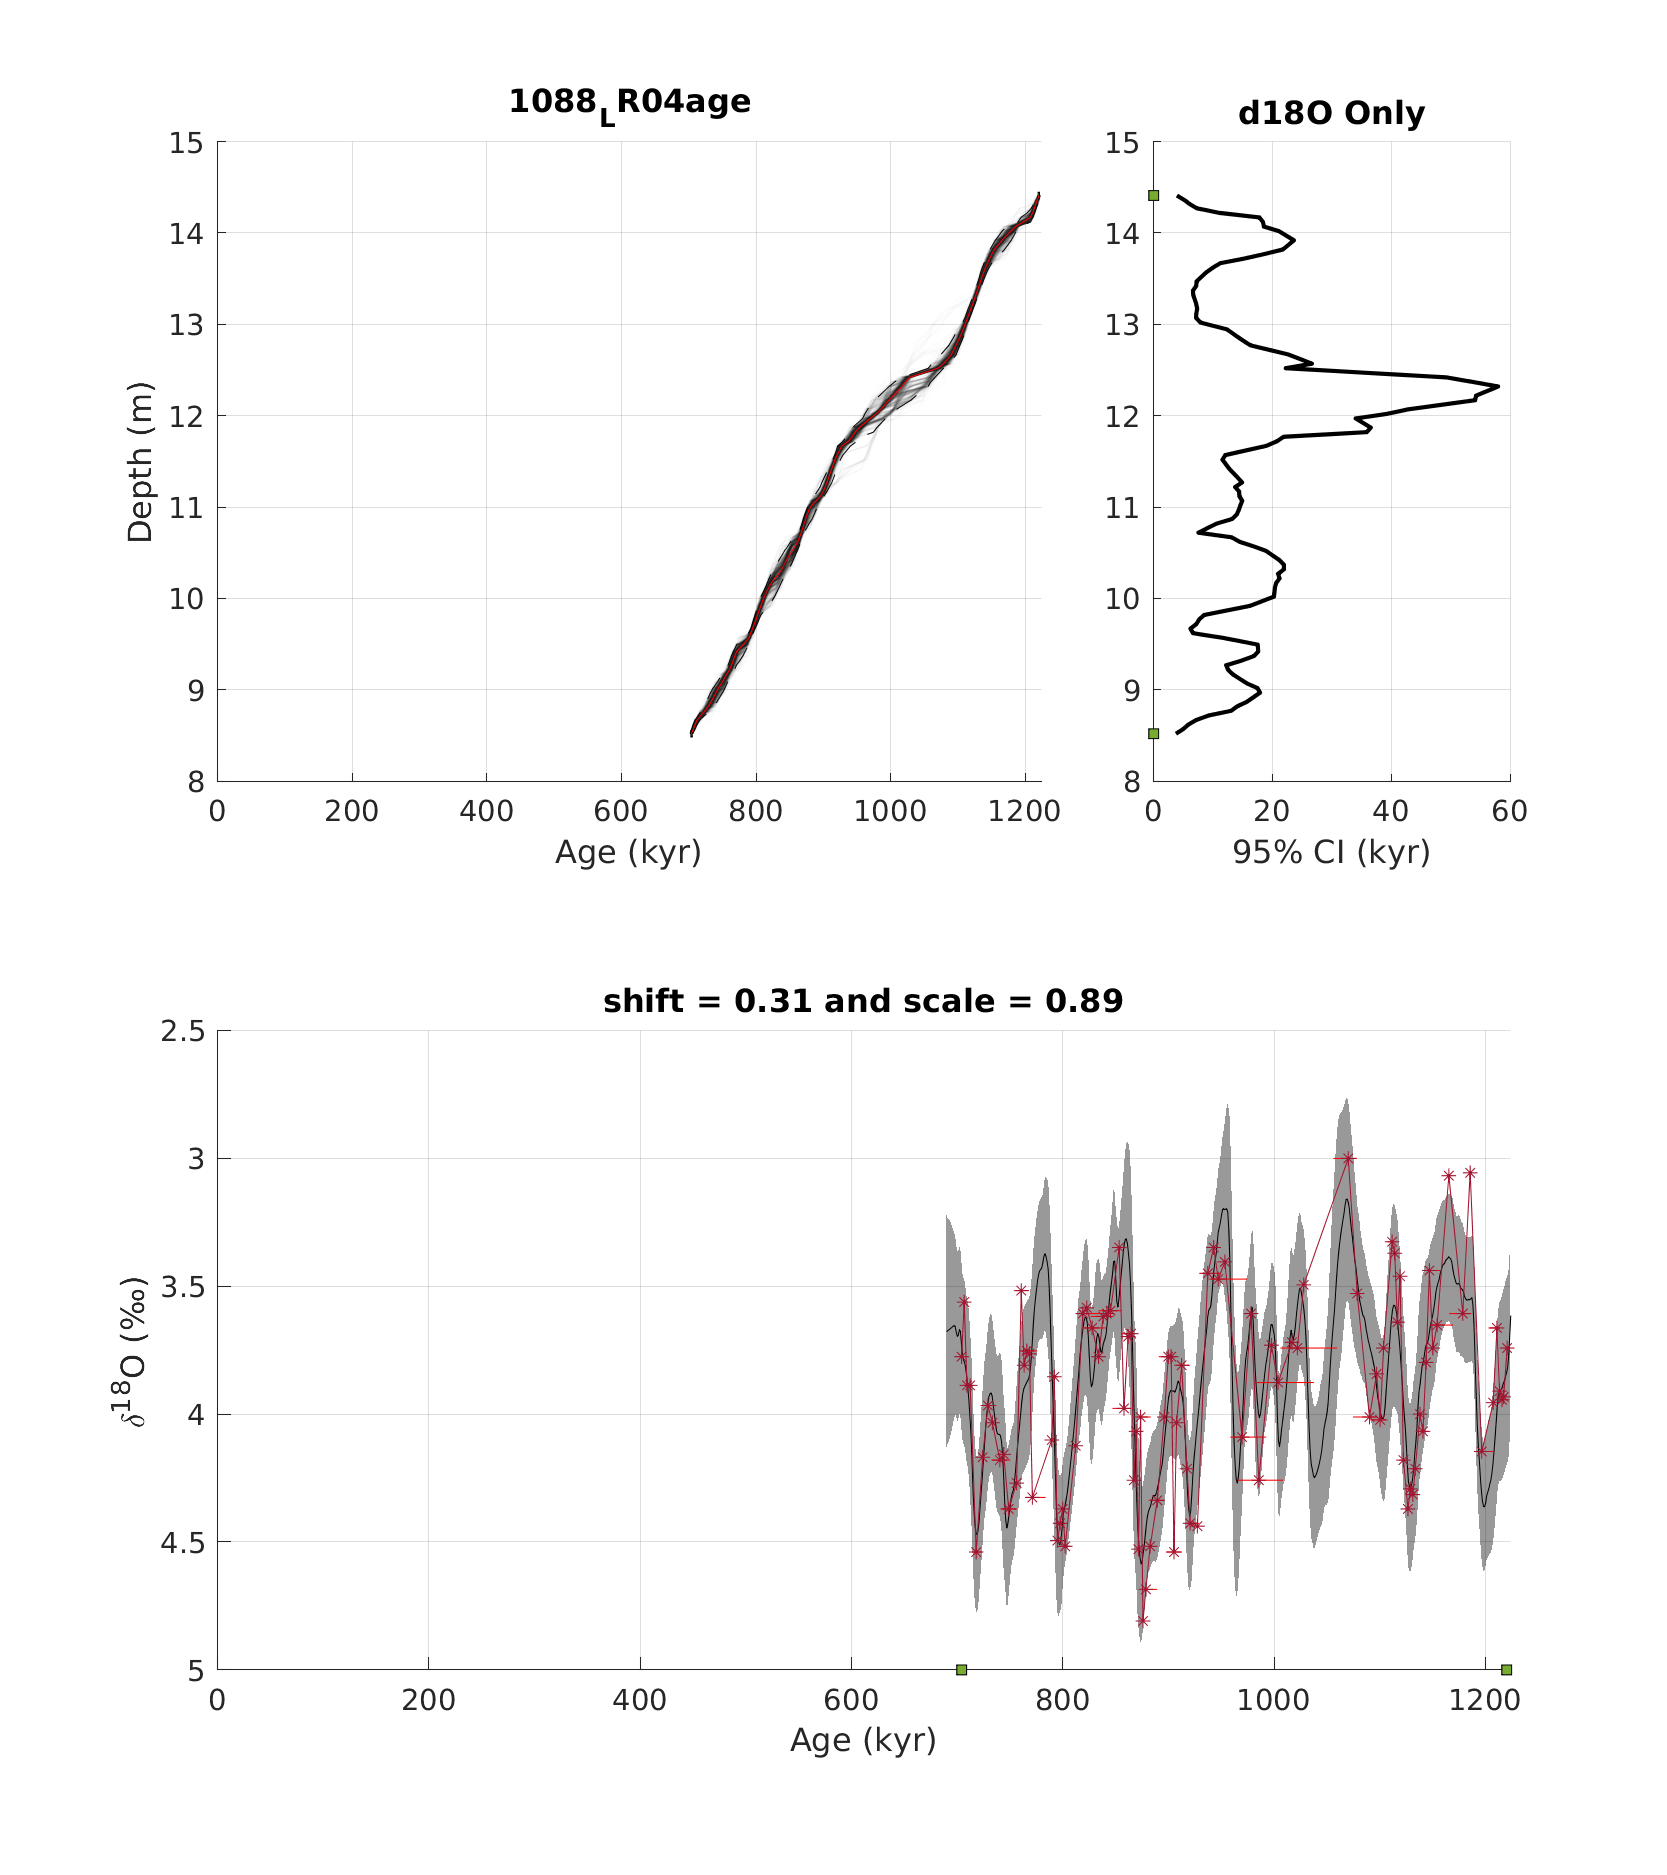 1088_LR04age
d18O Only
15
14
13
12
11
10
9
8
Depth (m)
0 200 400 600 800 1000 1200
Age (kyr)
15
14
13
12
11
10
9
8
0 20 40 60
95% CI (kyr)
shift = 0.31 and scale = 0.89
2.5
3
3.5
4
4.5
5
δ18O (‰)
0 200 400 600 800 1000 1200
Age (kyr)